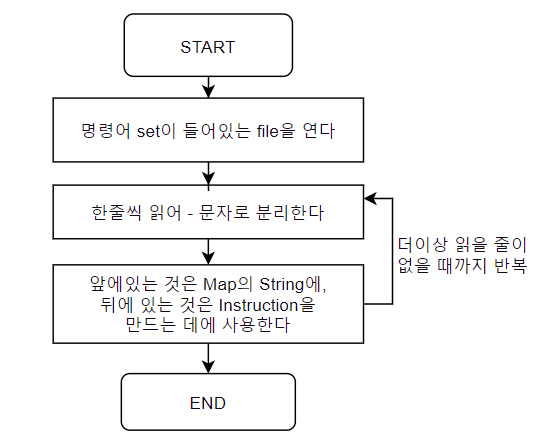 START
명령어 set이 들어있는 file을 연다
한줄씩 읽어 - 문자로 분리한다
더이상 읽을 줄이
없을 때까지 반복
앞에있는 것은 Map의 String에,
뒤에 있는 것은 Instruction을
만드는 데에 사용한다
END